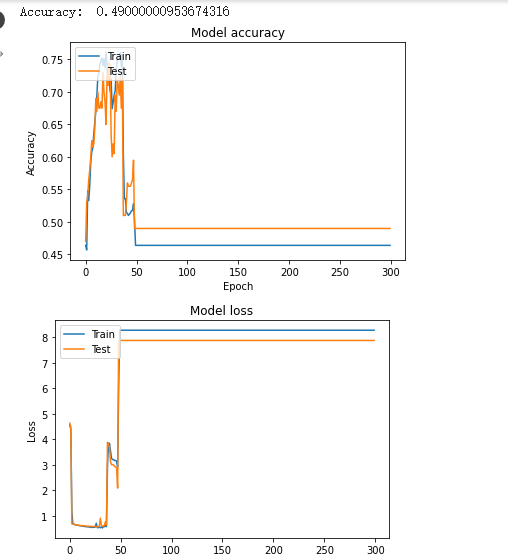 Accuracy: 0.49000000953674316
Model accuracy
Train
Test
0.75
0.70
0.65
0.60
0.55
0.50
0.45
Accuracy
0 50 100 150 200 250 300
Epoch
Model loss
Train
Test
8
7
6
5
4
3
2
1
Loss
0 50 100 150 200 250 300